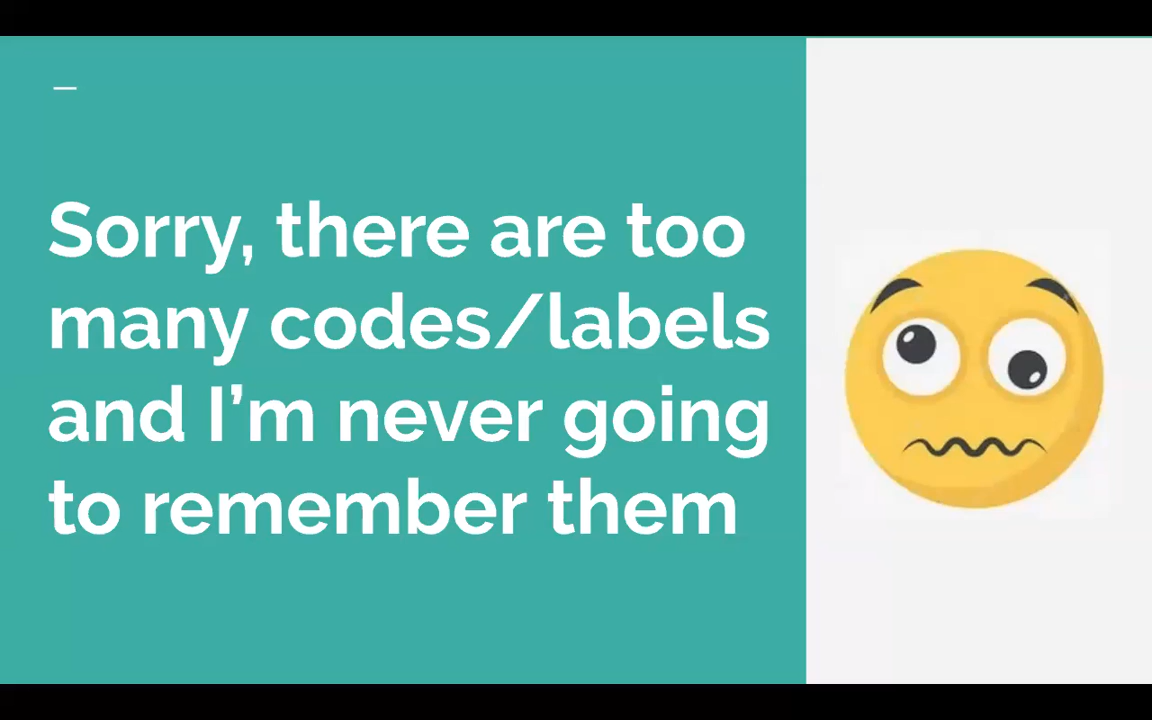 Sorry, there are too
many codes/labels
and I’m never going
to remember them